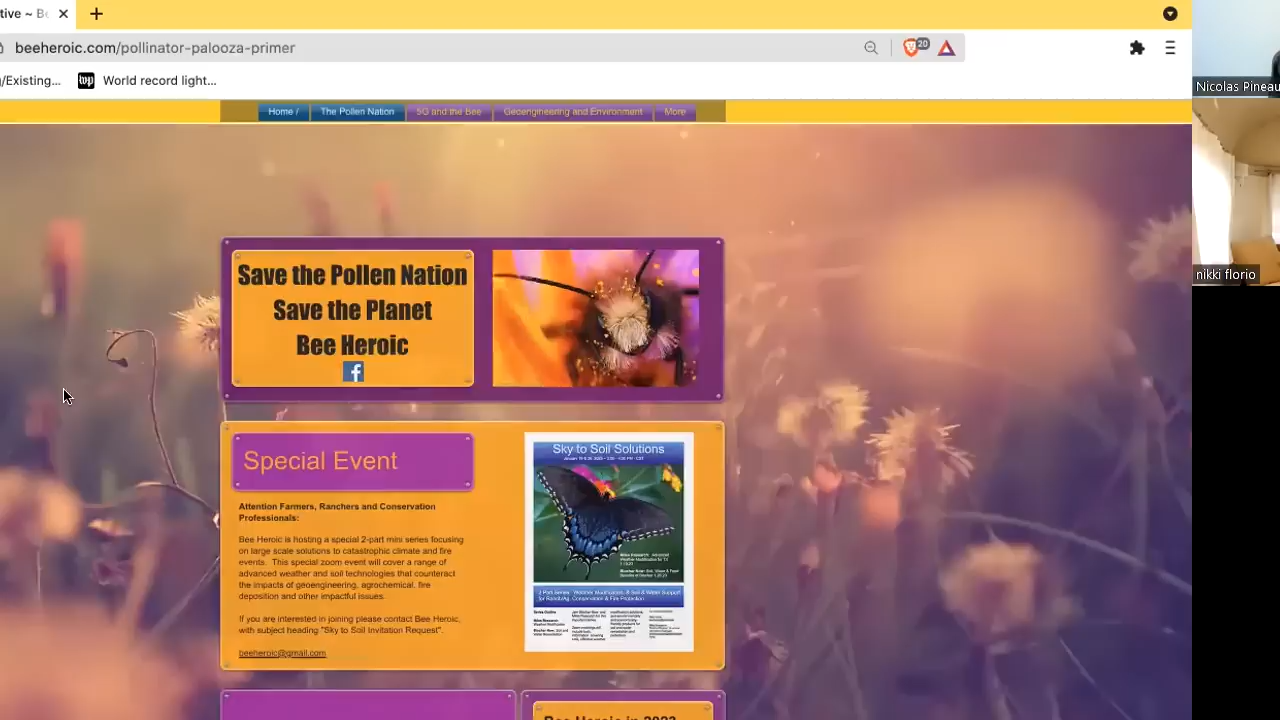 tive ~ Be
beeheroic.com/pollinator-palooza-primer
20
/Existing...
wp
World record light...
Home /
The Pollen Nation
5G and the Bee
Geoengineering and Environment
More
Nicolas Pineau
nikki florio
Save the Pollen Nation
Save the Planet
Bee Heroic
f
Special Event
Attention Farmers, Ranchers and Conservation
Professionals:
Bee Heroic is hosting a special 2-part mini series focusing
on large scale solutions to catastrophic climate and fire
events. This special zoom event will cover a range of
advanced weather and soil technologies that counteract
the impacts of geoengineering, agrochemical, fire
deposition and other impactful issues.
If you are interested in joining please contact Bee Heroic,
with subject heading "Sky to Soil Invitation Request".
beeheroic@gmail.com
Sky to Soil Solutions
Bee Heroic in 2023